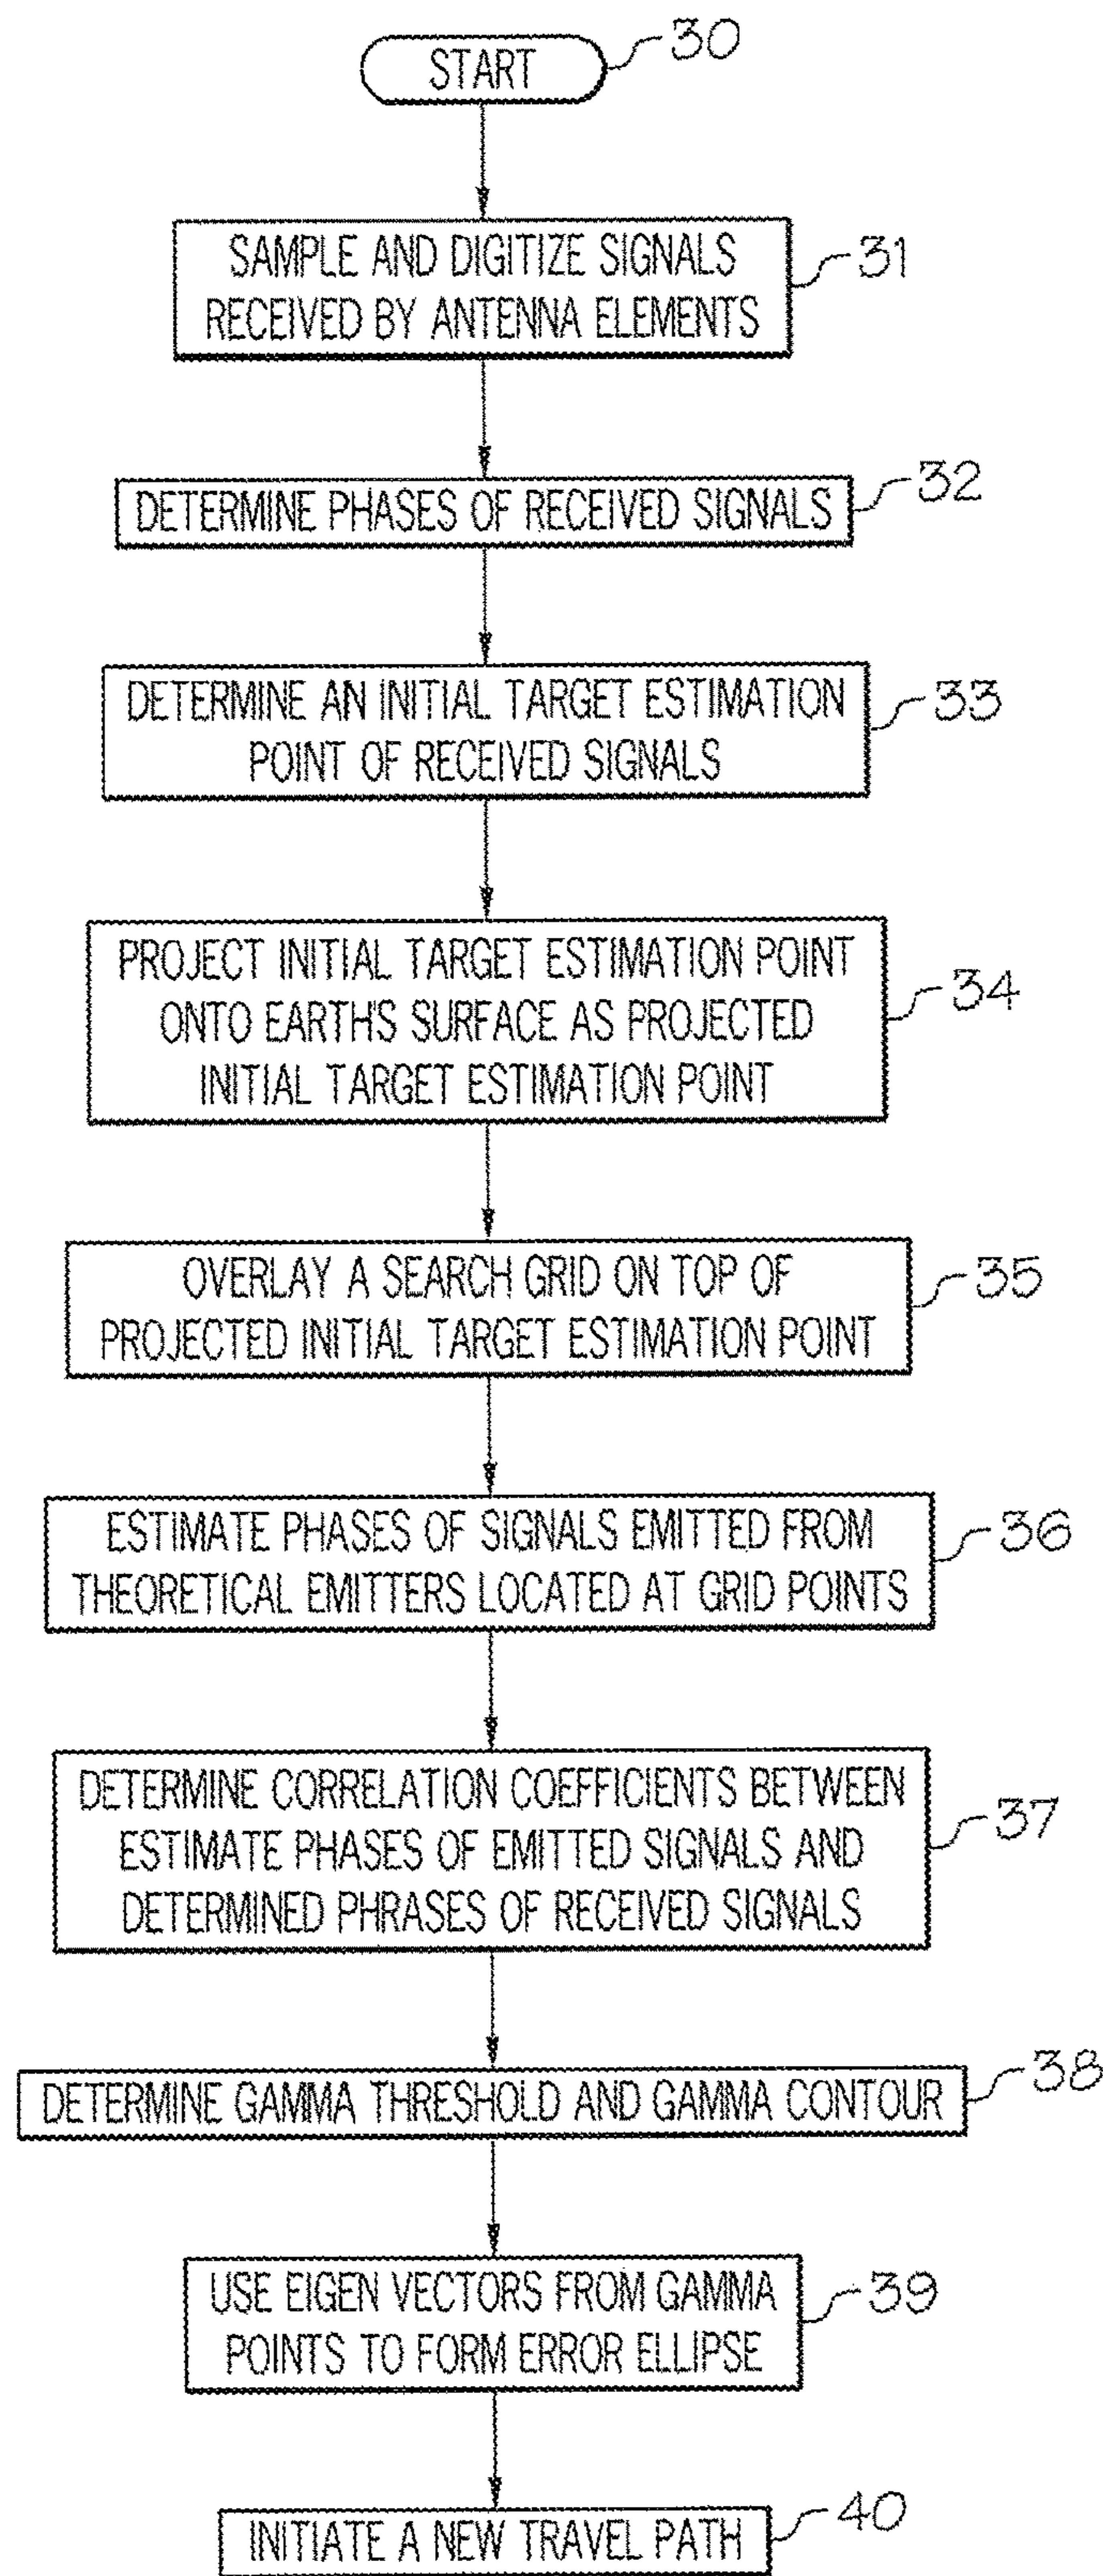 START
30
SAMPLE AND DIGITIZE SIGNALS
RECEIVED BY ANTENNA ELEMENTS
31
DETERMINE PHASES OF RECEIVED SIGNALS
32
DETERMINE AN INITIAL TARGET ESTIMATION
POINT OF RECEIVED SIGNALS
33
PROJECT INITIAL TARGET ESTIMATION POINT
ONTO EARTH'S SURFACE AS PROJECTED
INITIAL TARGET ESTIMATION POINT
34
OVERLAY A SEARCH GRID ON TOP OF
PROJECTED INITIAL TARGET ESTIMATION POINT
35
ESTIMATE PHASES OF SIGNALS EMITTED FROM
THEORETICAL EMITTERS LOCATED AT GRID POINTS
36
DETERMINE CORRELATION COEFFICIENTS BETWEEN
ESTIMATE PHASES OF EMITTED SIGNALS AND
DETERMINED PHRASES OF RECEIVED SIGNALS
37
DETERMINE GAMMA THRESHOLD AND GAMMA CONTOUR
38
USE EIGEN VECTORS FROM GAMMA
POINTS TO FORM ERROR ELLIPSE
39
INITIATE A NEW TRAVEL PATH
40